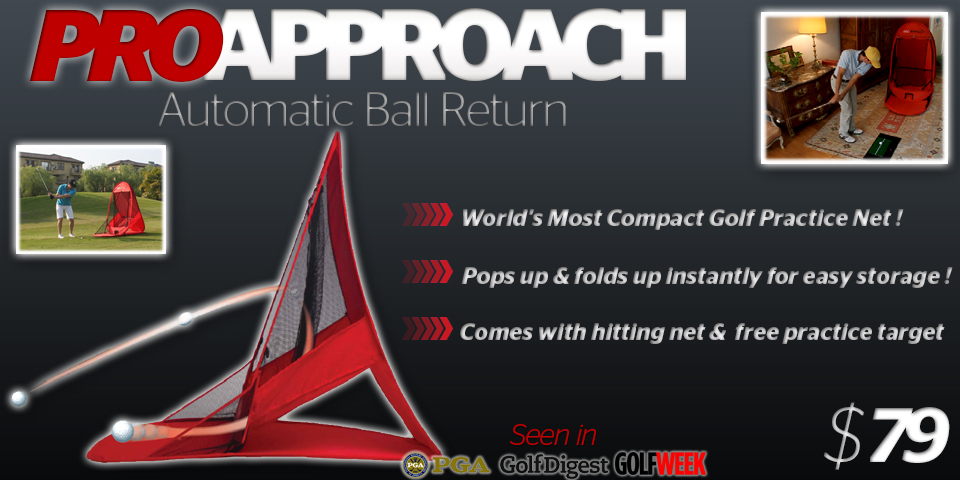 PROAPPROACH
Automatic Ball Return
World's Most Compact Golf Practice Net !
Pops up & folds up instantly for easy storage !
Comes with hitting net & free practice target
$79
Seen in
PGA PGA GolfDigest GOLFWEEK